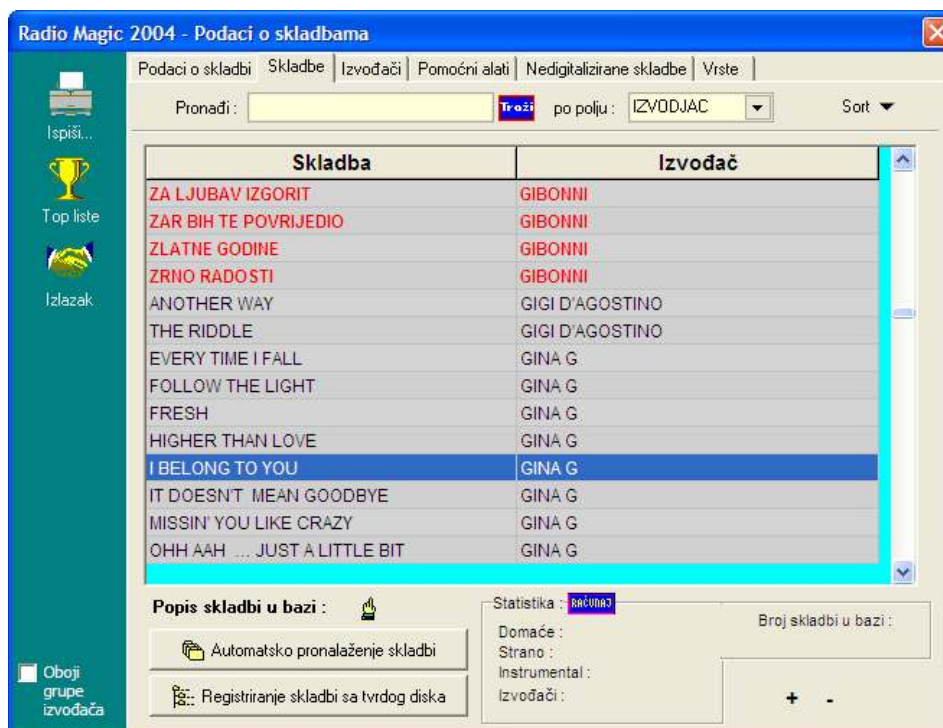 Radio Magic 2004 - Podaci o skladbama
Podaci o skladbi Skladbe Izvođači Pomoćni alati Nedigitalizirane skladbe Vrste
Pronađi : Traži po polju : IZVODJAC Sort
Ispiši...
Top liste
Izlazak
Skladba Izvođač
ZA LJUBAV IZGORIT GIBONNI
ZAR BIH TE POVRIJEDIO GIBONNI
ZLATNE GODINE GIBONNI
ZRNO RADOSTI GIBONNI
ANOTHER WAY GIGI D'AGOSTINO
THE RIDDLE GIGI D'AGOSTINO
EVERY TIME I FALL GINA G
FOLLOW THE LIGHT GINA G
FRESH GINA G
HIGHER THAN LOVE GINA G
I BELONG TO YOU GINA G
IT DOESN'T MEAN GOODBYE GINA G
MISSIN' YOU LIKE CRAZY GINA G
OHH AAH ... JUST A LITTLE BIT GINA G
Popis skladbi u bazi :
Automatsko pronalaženje skladbi
Registriranje skladbi sa tvrdog diska
Statistika : RAČUNAJ
Domaće :
Strano :
Instrumental :
Izvođači :
Broj skladbi u bazi :
+ -
Oboji
grupe
izvođača